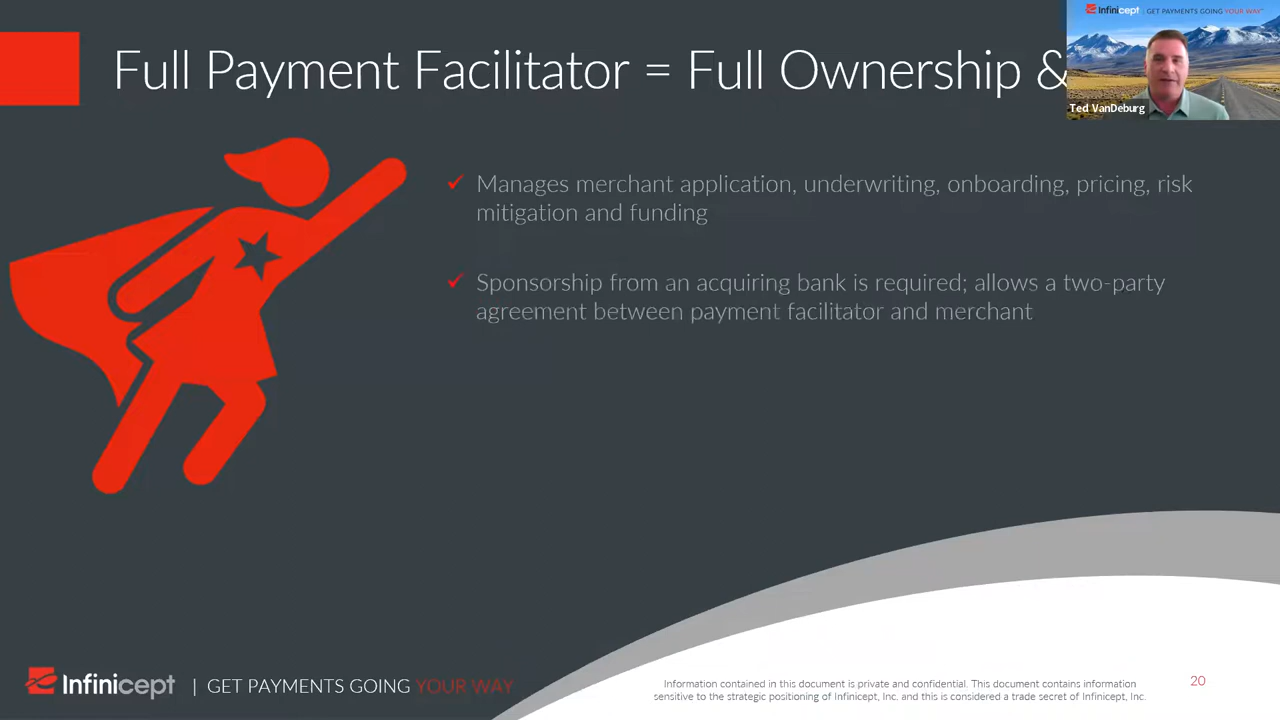 Full Payment Facilitator = Full Ownership &
Infinicept | GET PAYMENTS GOING YOUR WAY
Ted VanDeburg
✓ Manages merchant application, underwriting, onboarding, pricing, risk
mitigation and funding
✓ Sponsorship from an acquiring bank is required; allows a two-party
agreement between payment facilitator and merchant
Infinicept | GET PAYMENTS GOING YOUR WAY
Information contained in this document is private and confidential. This document contains information
sensitive to the strategic positioning of Infinicept, Inc. and this is considered a trade secret of Infinicept, Inc.
20